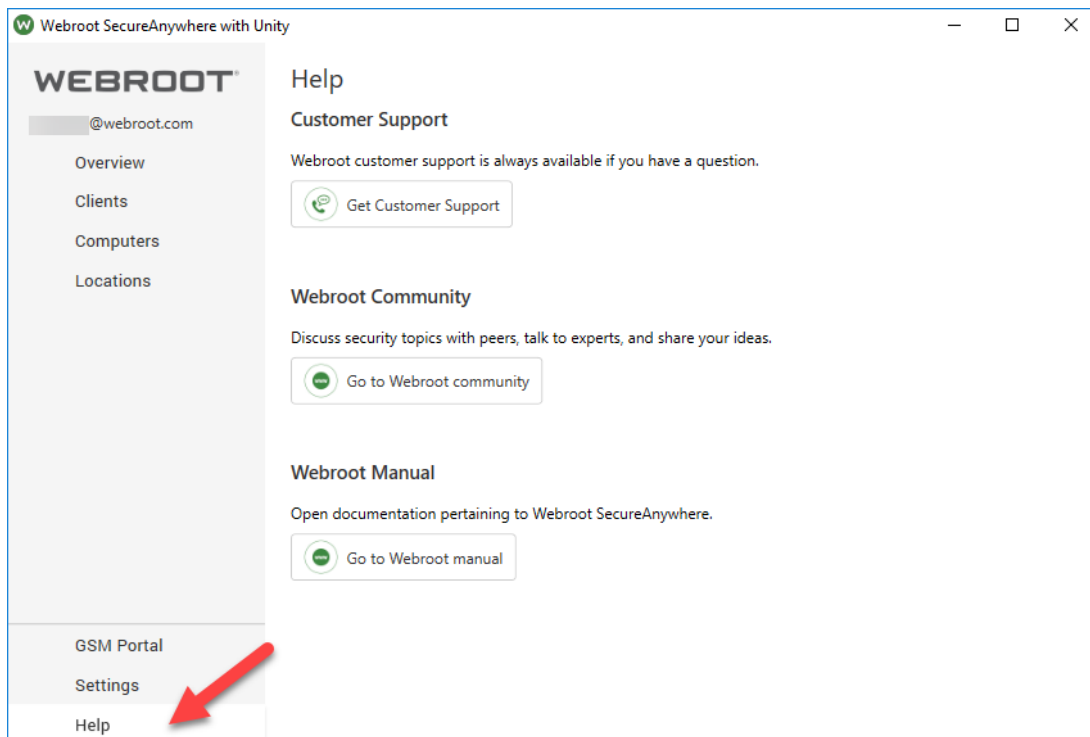 Webroot SecureAnywhere with Unity
WEBROOT®
@webroot.com
Overview
Clients
Computers
Locations
GSM Portal
Settings
Help
Help
Customer Support
Webroot customer support is always available if you have a question.
Get Customer Support
Webroot Community
Discuss security topics with peers, talk to experts, and share your ideas.
Go to Webroot community
Webroot Manual
Open documentation pertaining to Webroot SecureAnywhere.
Go to Webroot manual